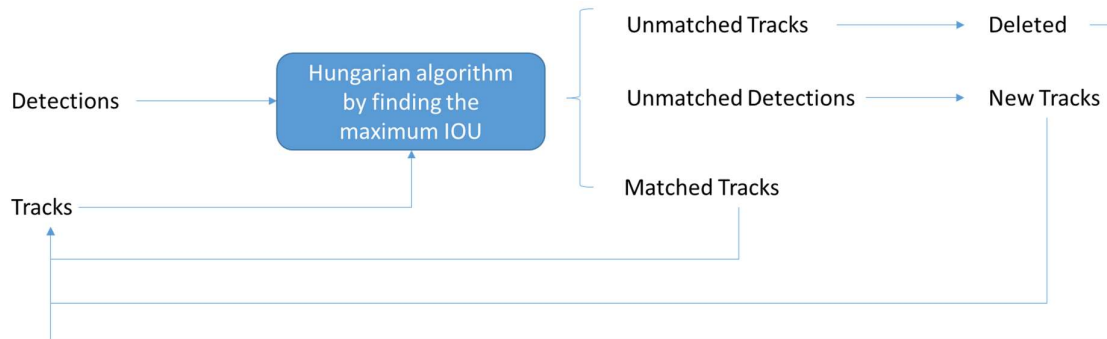 Unmatched Tracks
Deleted
Hungarian algorithm
by finding the
maximum IOU
Detections
Unmatched Detections
New Tracks
Matched Tracks
Tracks